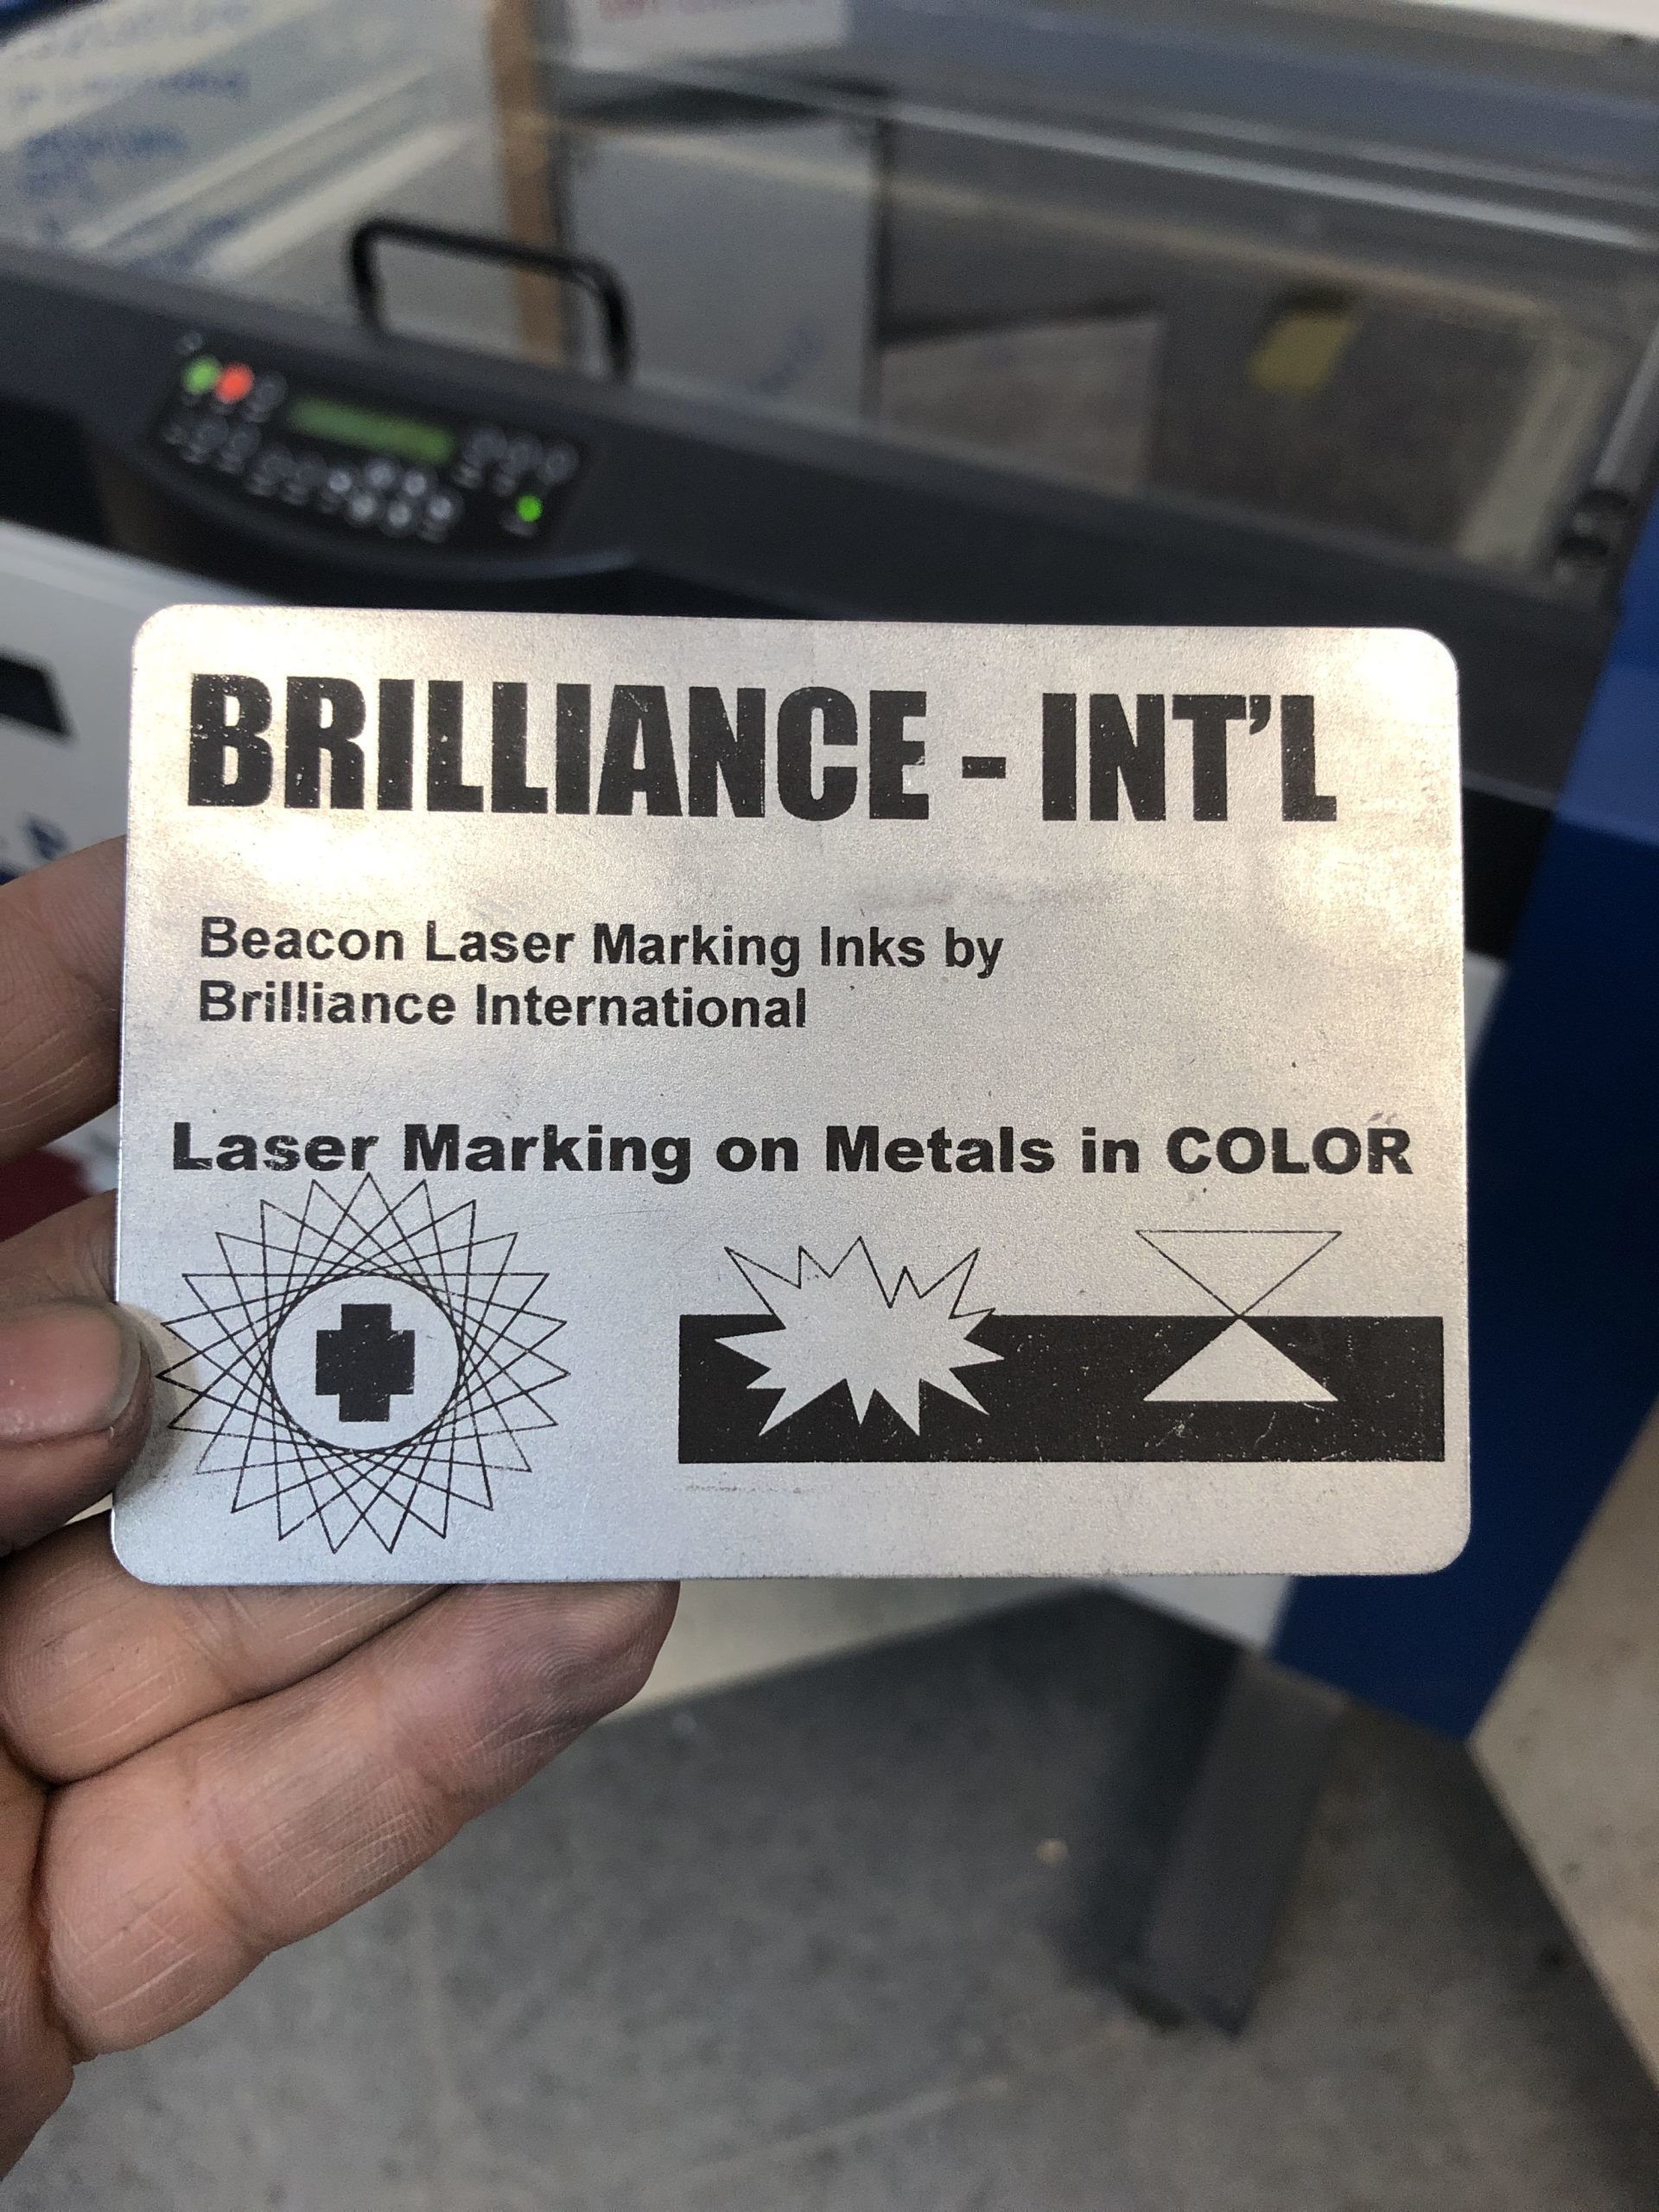 BRILLIANCE - INT'L
Beacon Laser Marking Inks by
Brilliance International
Laser Marking on Metals in COLOR